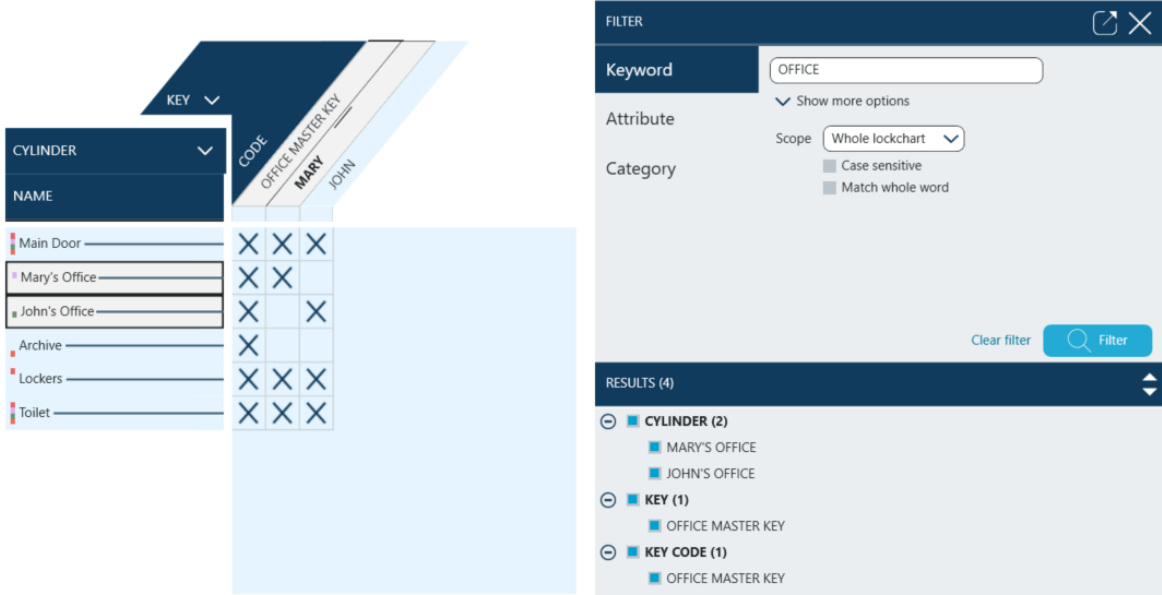 KEY
CYLINDER
NAME
CODE
OFFICE MASTER KEY
MARY
JOHN
Main Door
Mary's Office
John's Office
Archive
Lockers
Toilet
FILTER
Keyword
OFFICE
Show more options
Attribute
Scope Whole lockchart
Case sensitive
Category
Match whole word
Clear filter Filter
RESULTS (4)
CYLINDER (2)
MARY'S OFFICE
JOHN'S OFFICE
KEY (1)
OFFICE MASTER KEY
KEY CODE (1)
OFFICE MASTER KEY